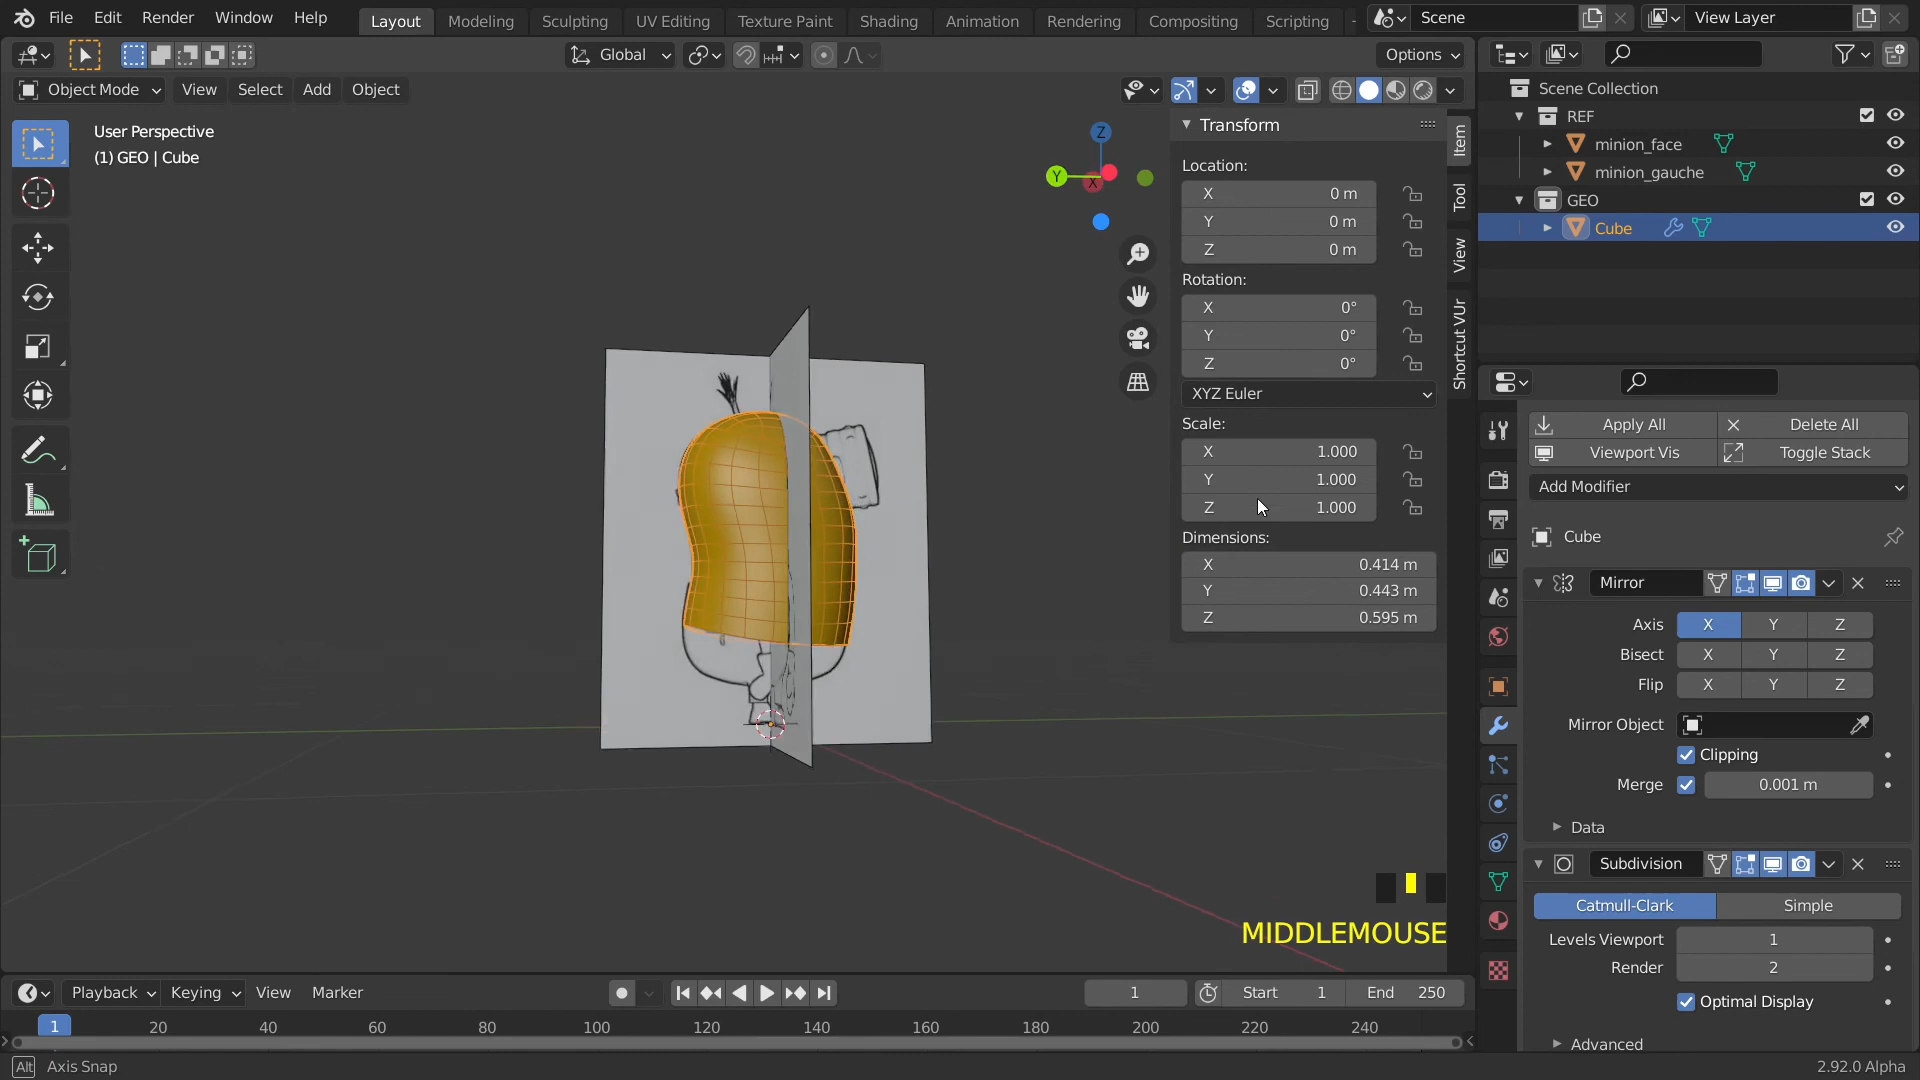 File Edit Render Window Help Layout Modeling Sculpting UV Editing Texture Paint Shading Animation Rendering Compositing Scripting Scene View Layer
Global Options
Object Mode View Select Add Object
User Perspective
(1) GEO | Cube
Z
Y
X
Transform
Location:
X 0 m
Y 0 m
Z 0 m
Rotation:
X 0°
Y 0°
Z 0°
XYZ Euler
Scale:
X 1.000
Y 1.000
Z 1.000
Dimensions:
X 0.414 m
Y 0.443 m
Z 0.595 m
Item
Tool
View
Shortcut VUr
Scene Collection
REF
minion_face
minion_gauche
GEO
Cube
Apply All Delete All
Viewport Vis Toggle Stack
Add Modifier
Cube
Mirror
Axis X Y Z
Bisect X Y Z
Flip X Y Z
Mirror Object
Clipping
Merge 0.001 m
Data
Subdivision
Catmull-Clark Simple
Levels Viewport 1
Render 2
Optimal Display
Advanced
MIDDLEMOUSE
Playback Keying View Marker 1 Start 1 End 250
1 20 40 60 80 100 120 140 160 180 200 220 240
Alt Axis Snap 2.92.0 Alpha